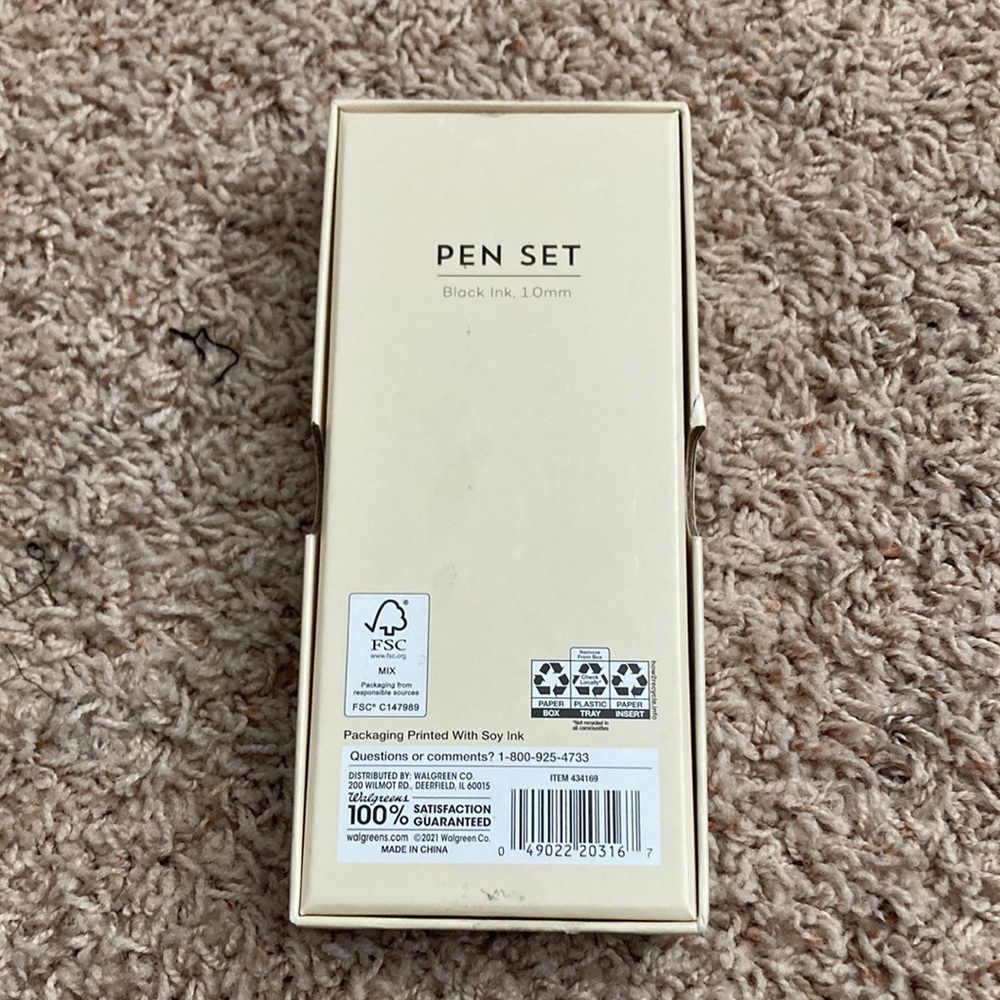 PEN SET
Black Ink, 1.0mm
FSC®
www.fsc.org
MIX
Packaging from
responsible sources
FSC® C147989
Remove
From Box
Check
Locally*
PAPER PLASTIC PAPER
BOX TRAY INSERT
*Not recycled in
all communities
how2recycle.info
Packaging Printed With Soy Ink
Questions or comments? 1-800-925-4733
DISTRIBUTED BY: WALGREEN CO.
200 WILMOT RD., DEERFIELD, IL 60015
ITEM 434169
Walgreens
100% SATISFACTION
GUARANTEED
walgreens.com ©2021 Walgreen Co.
MADE IN CHINA
0 49022 20316 7